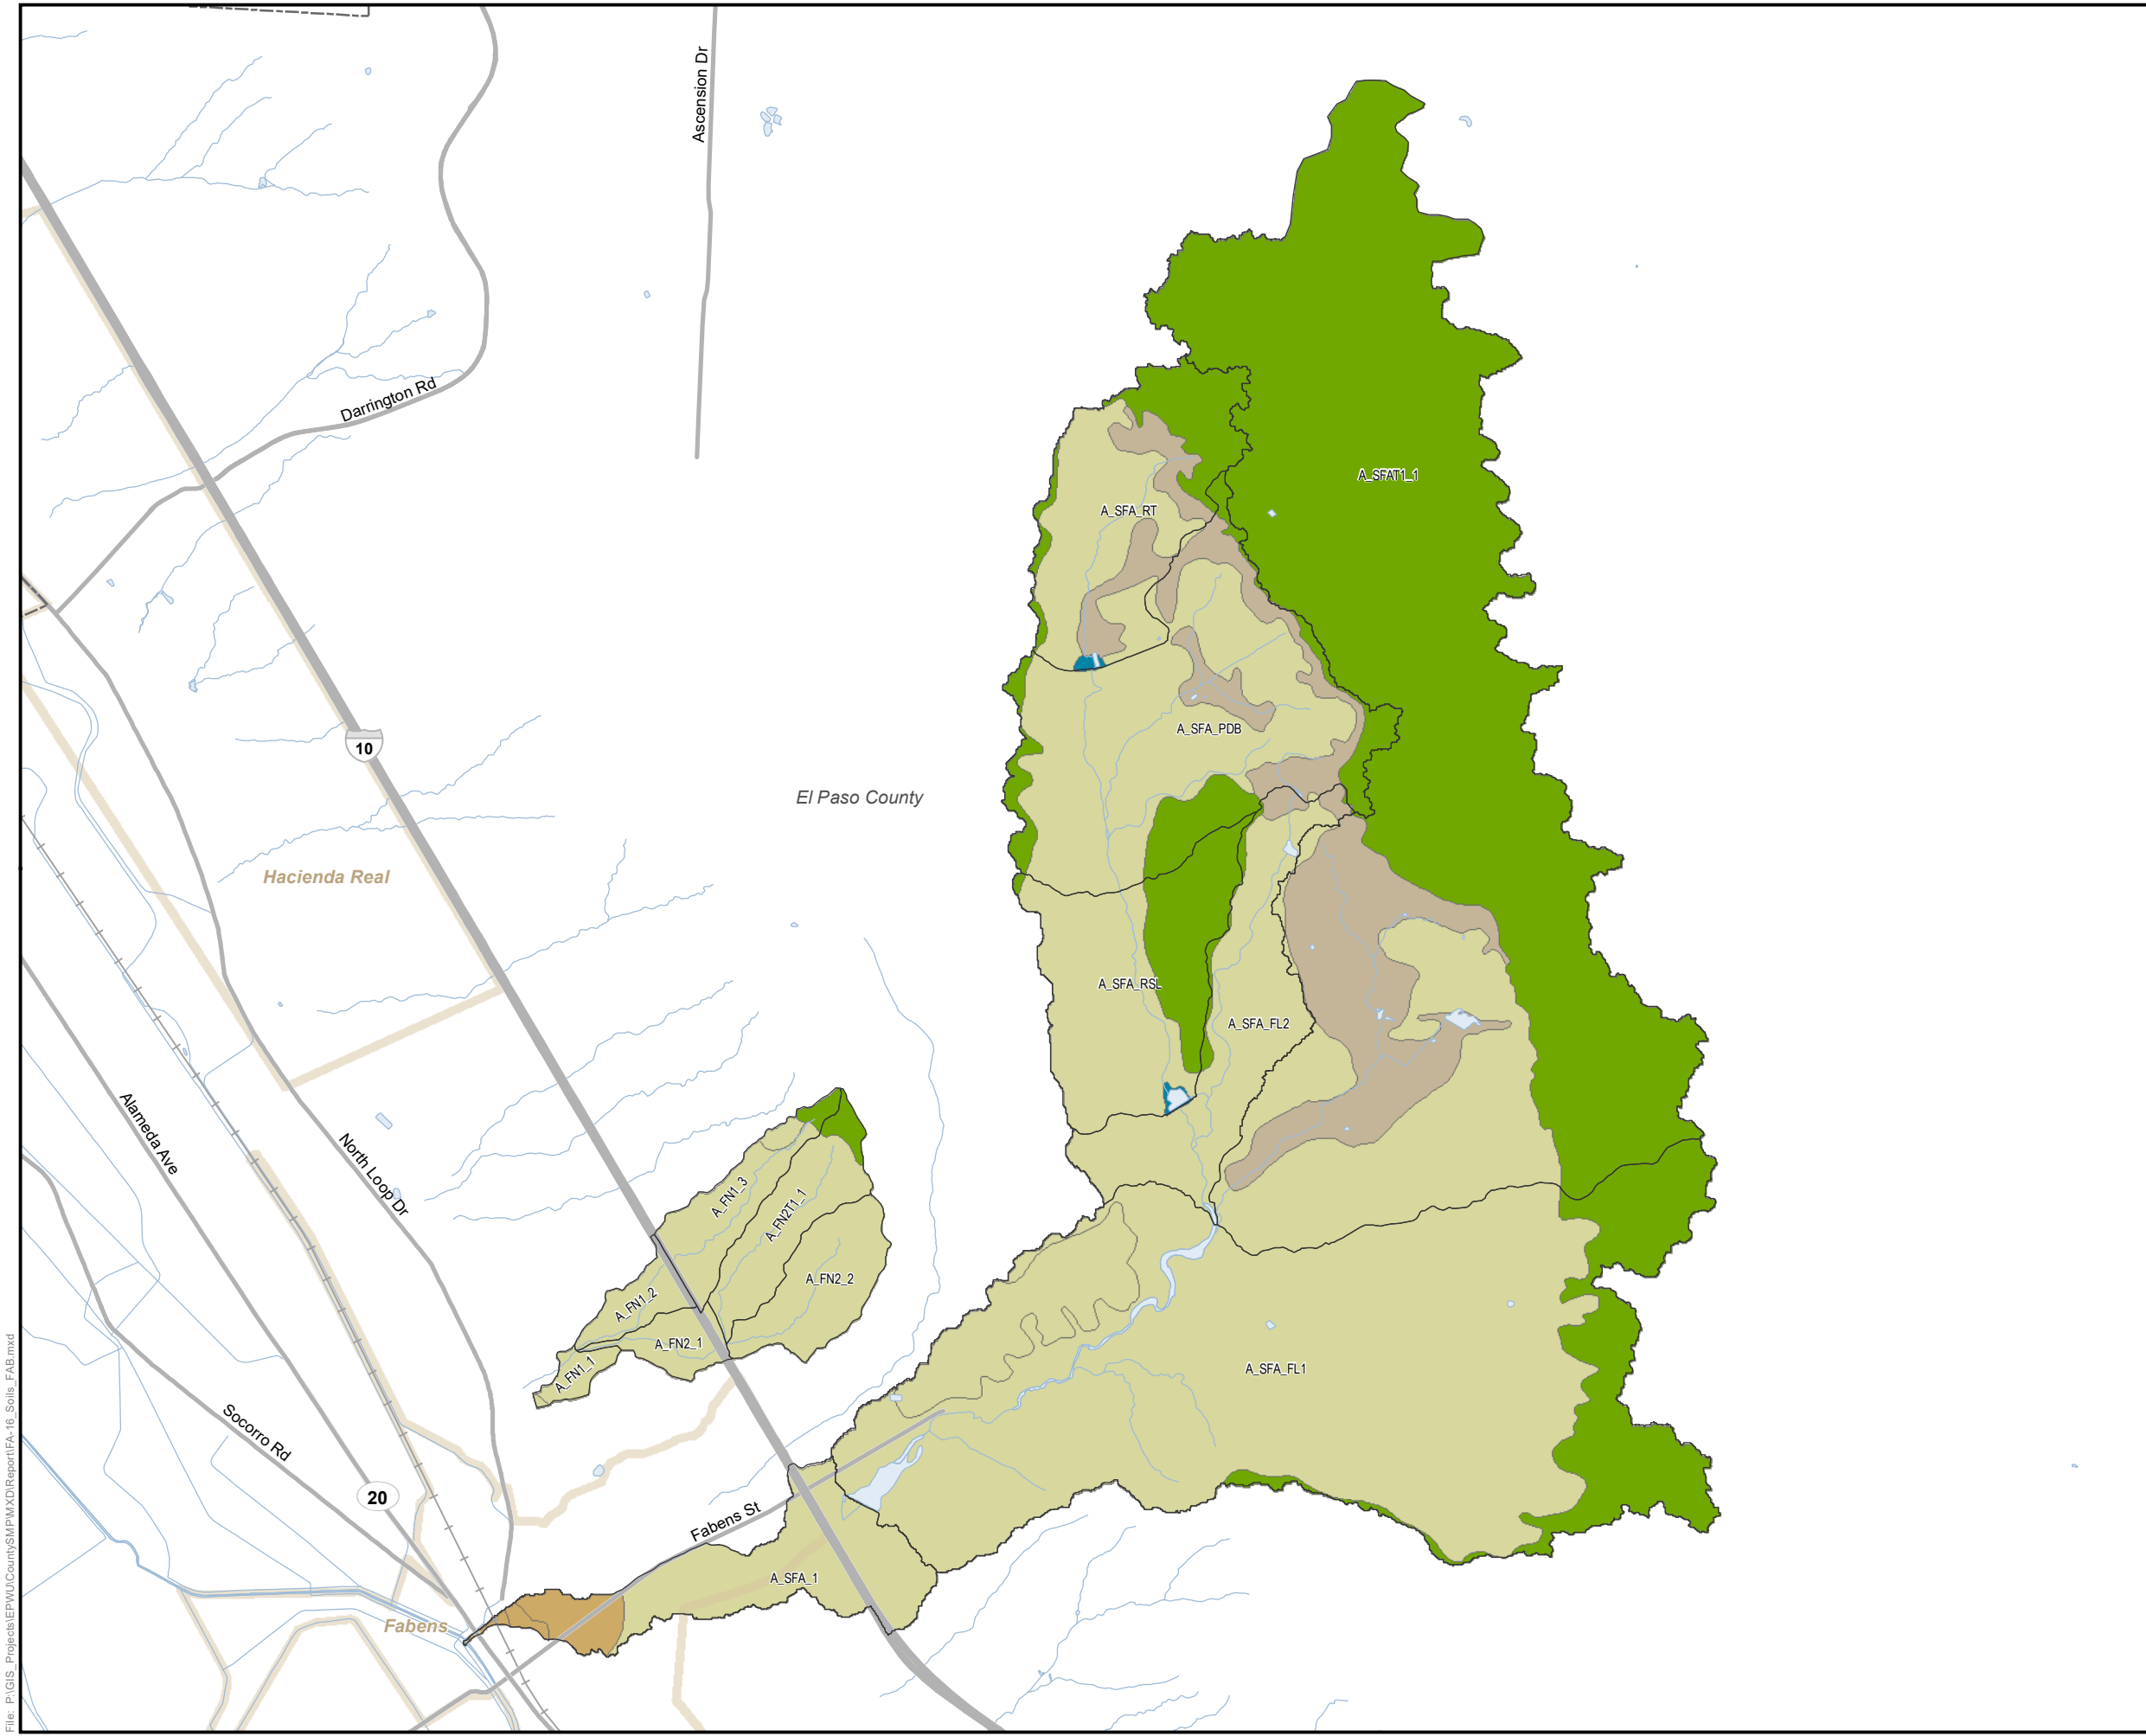 Ascension Dr
A_SFAT1_1
Darrington Rd
A_SFA_RT
A_SFA_PDB
10
El Paso County
Hacienda Real
A_SFA_RSL
A_SFA_FL2
Alameda Ave
North Loop Dr
A_FN1_3
A_FN2T1_1
A_FN2_2
A_FN1_2
A_FN2_1
A_FN1_1
A_SFA_FL1
Socorro Rd
20
Fabens St
A_SFA_1
Fabens
File: P:\GIS_Projects\EPWU\CountySMP\MXD\Report\FA-16_Soils_FAB.mxd